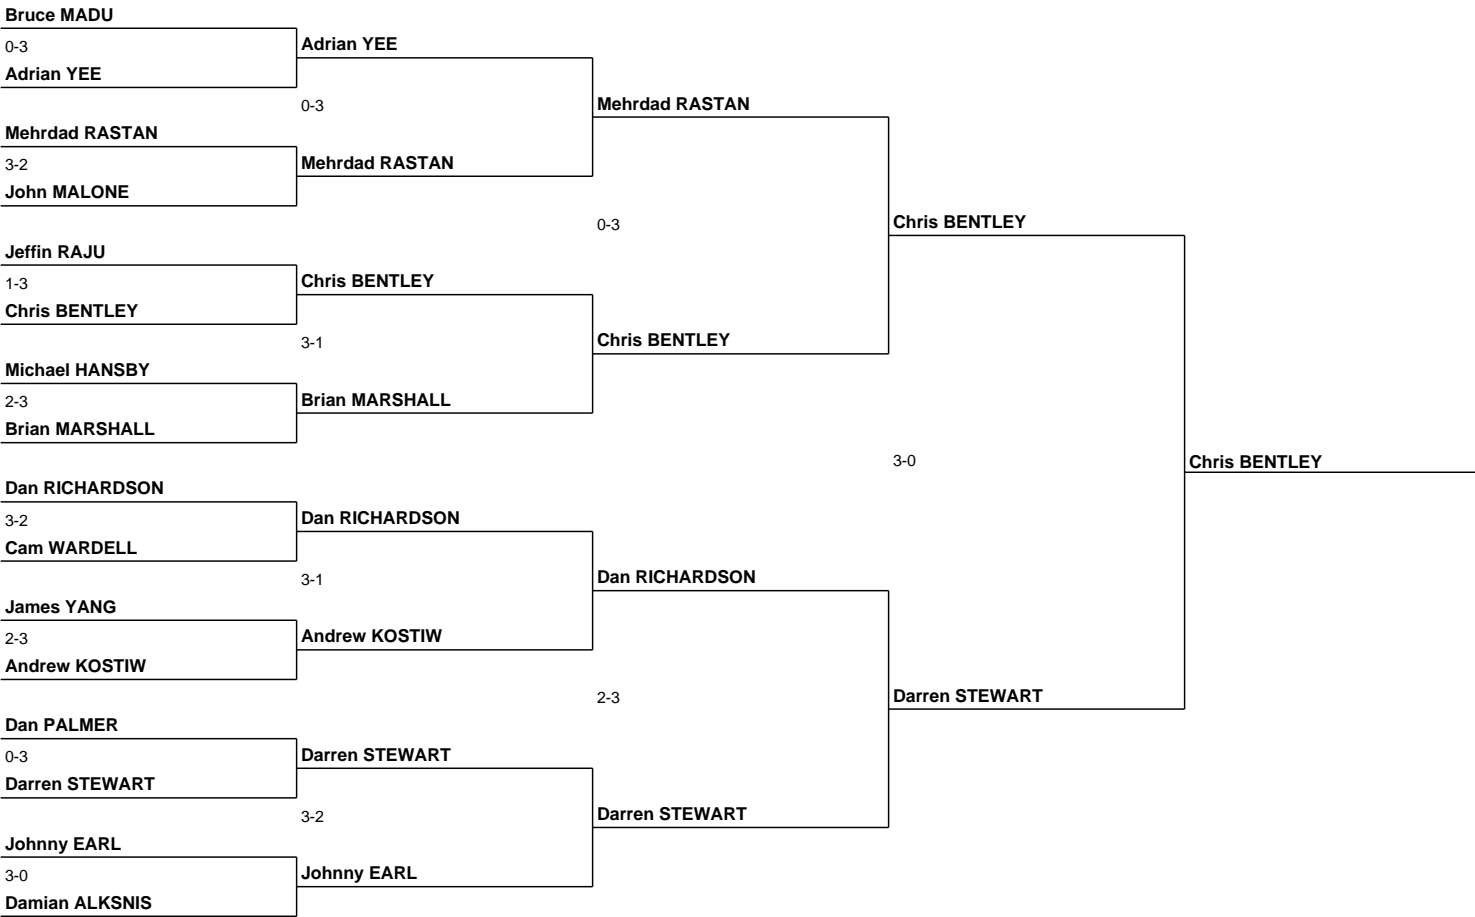 Bruce MADU
0-3
Adrian YEE
Mehrdad RASTAN
3-2
John MALONE
Jeffin RAJU
1-3
Chris BENTLEY
Michael HANSBY
2-3
Brian MARSHALL
Dan RICHARDSON
3-2
Cam WARDELL
James YANG
2-3
Andrew KOSTIW
Dan PALMER
0-3
Darren STEWART
Johnny EARL
3-0
Damian ALKSNIS
Adrian YEE
0-3
Mehrdad RASTAN
Chris BENTLEY
3-1
Brian MARSHALL
Dan RICHARDSON
3-1
Andrew KOSTIW
Darren STEWART
3-2
Johnny EARL
Mehrdad RASTAN
0-3
Chris BENTLEY
Dan RICHARDSON
2-3
Darren STEWART
Chris BENTLEY
3-0
Darren STEWART
Chris BENTLEY